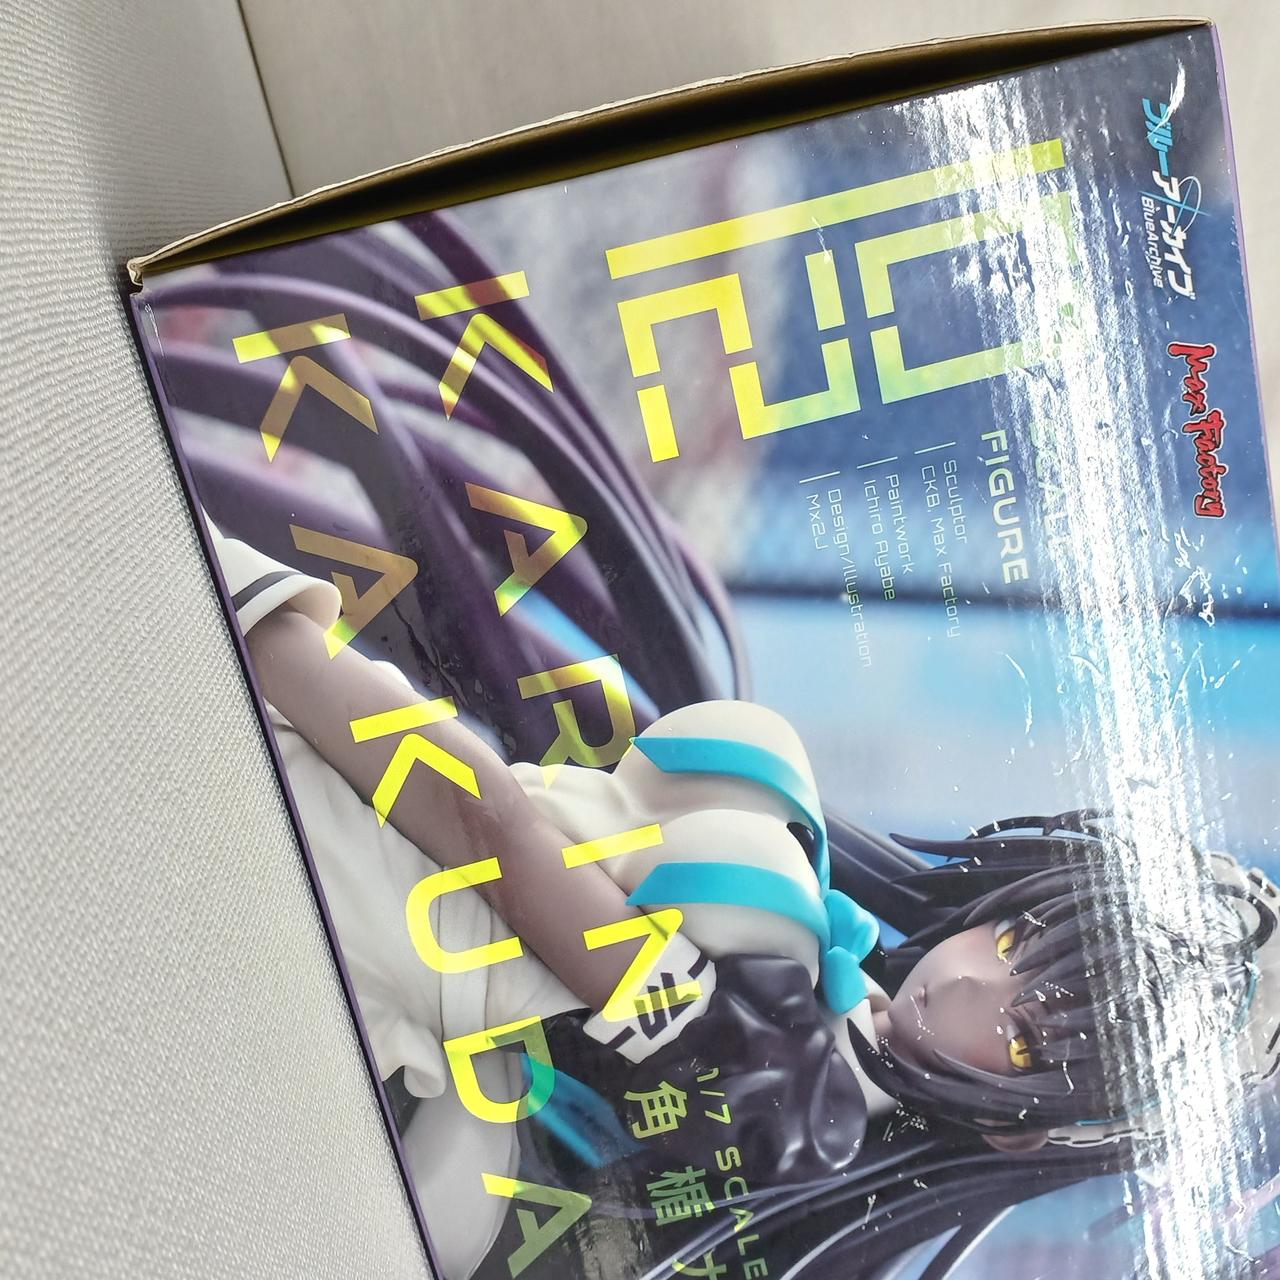 ブルーアーカイブ
BlueArchive
Max Factory
SCALE
FIGURE
Sculptor
CKB, Max Factory
Paintwork
Ichiro Ayabe
Design/Illustration
Mx2J
KARIN
KAKUDA
1/7 SCALE
角楯